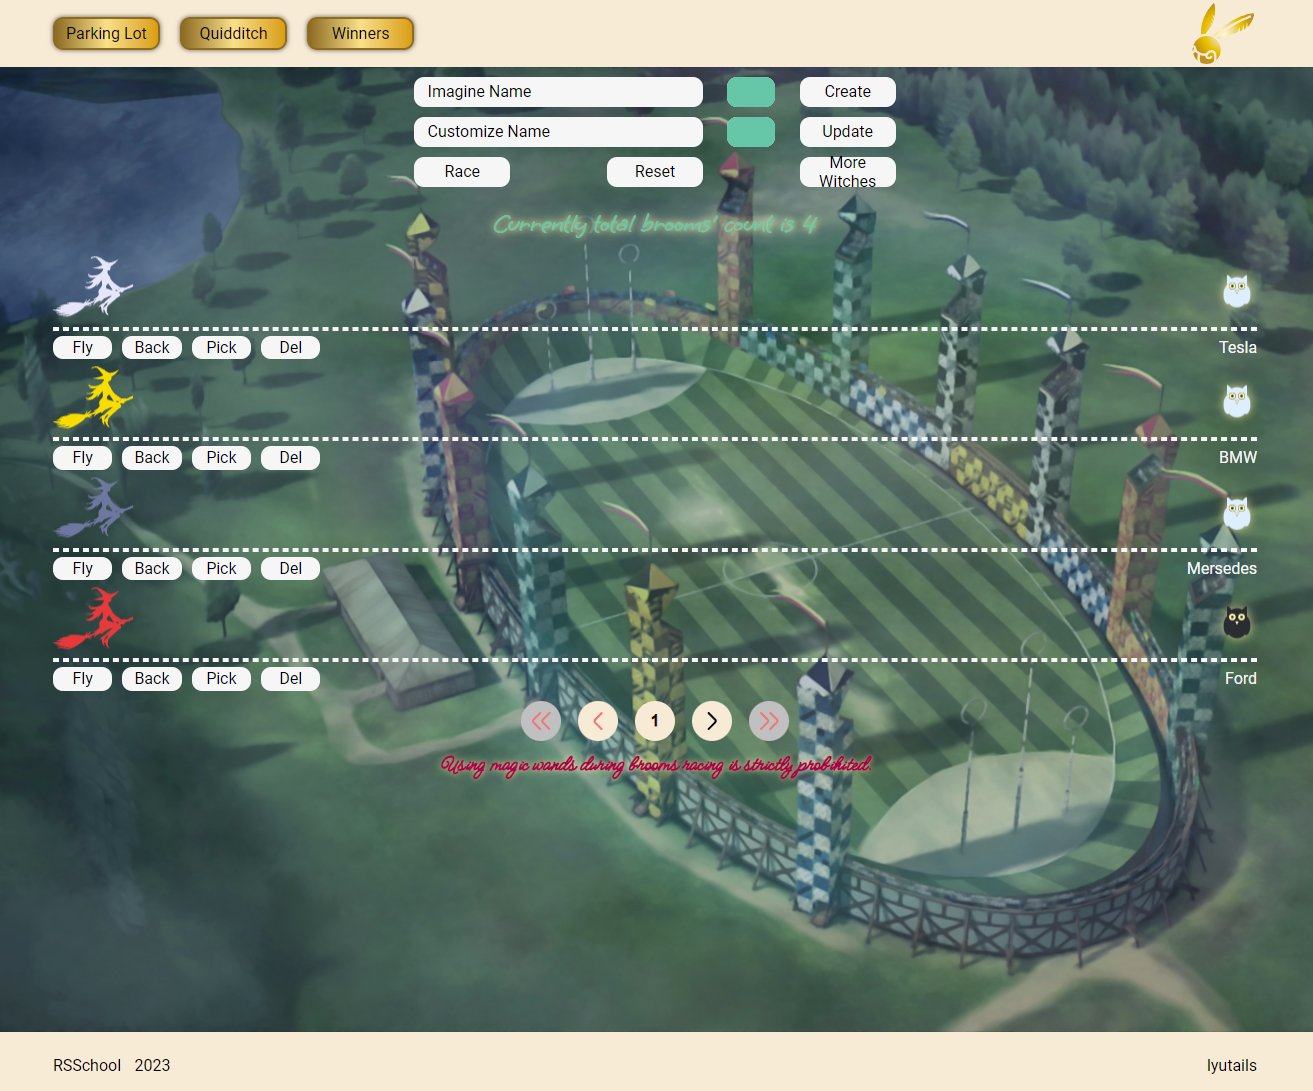 Parking Lot Quidditch Winners
Imagine Name Create
Customize Name Update
Race Reset More
Witches
Currently total brooms' count is 4
Fly Back Pick Del Tesla
Fly Back Pick Del BMW
Fly Back Pick Del Mersedes
Fly Back Pick Del Ford
1
Using magic wands during brooms racing is strictly prohibited.
RSSchool 2023 lyutails